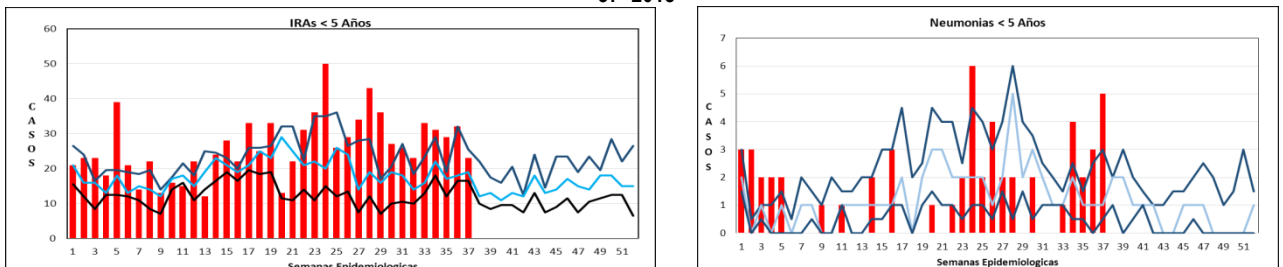 IRAs < 5 Años
60
50
40
30
20
10
0
C
A
S
O
S
1 3 5 7 9 11 13 15 17 19 21 23 25 27 29 31 33 35 37 39 41 43 45 47 49 51
Semanas Epidemiologicas
Neumonias < 5 Años
7
6
5
4
3
2
1
0
C
A
S
O
S
1 3 5 7 9 11 13 15 17 19 21 23 25 27 29 31 33 35 37 39 41 43 45 47 49 51
Semanas Epidemiologicas